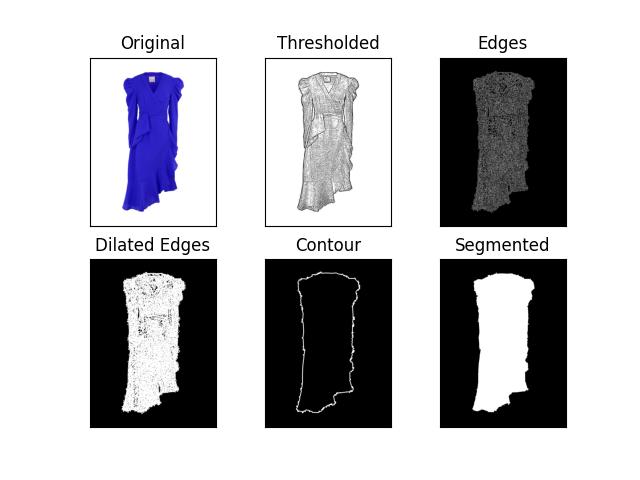 Original
Thresholded
Edges
Dilated Edges
Contour
Segmented